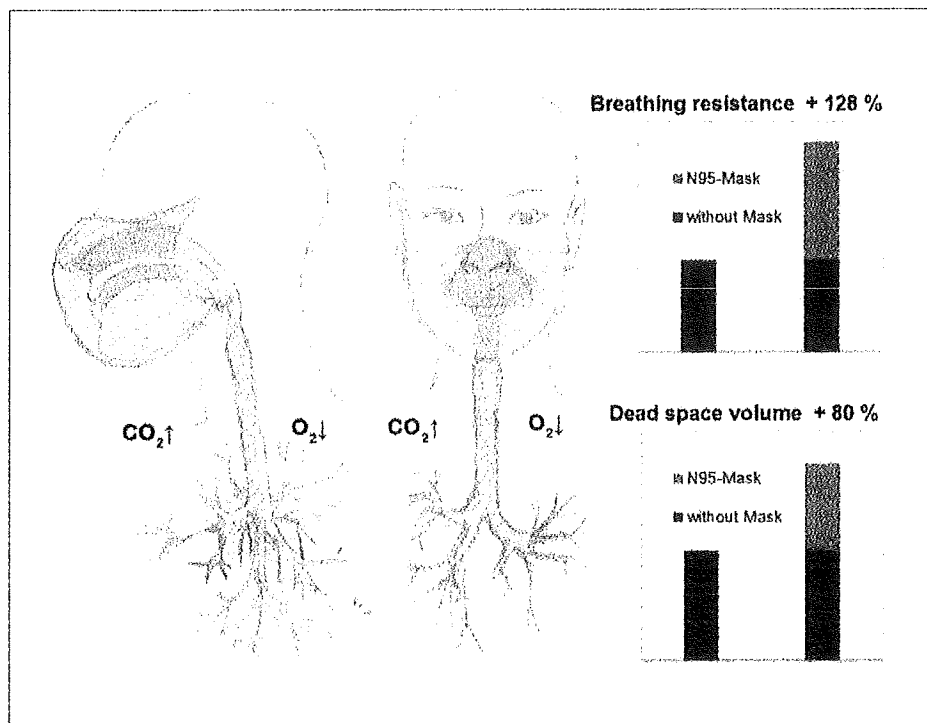 Breathing resistance + 128 %
N95-Mask
without Mask
CO₂↑ O₂↓ CO₂↑ O₂↓
Dead space volume + 80 %
N95-Mask
without Mask